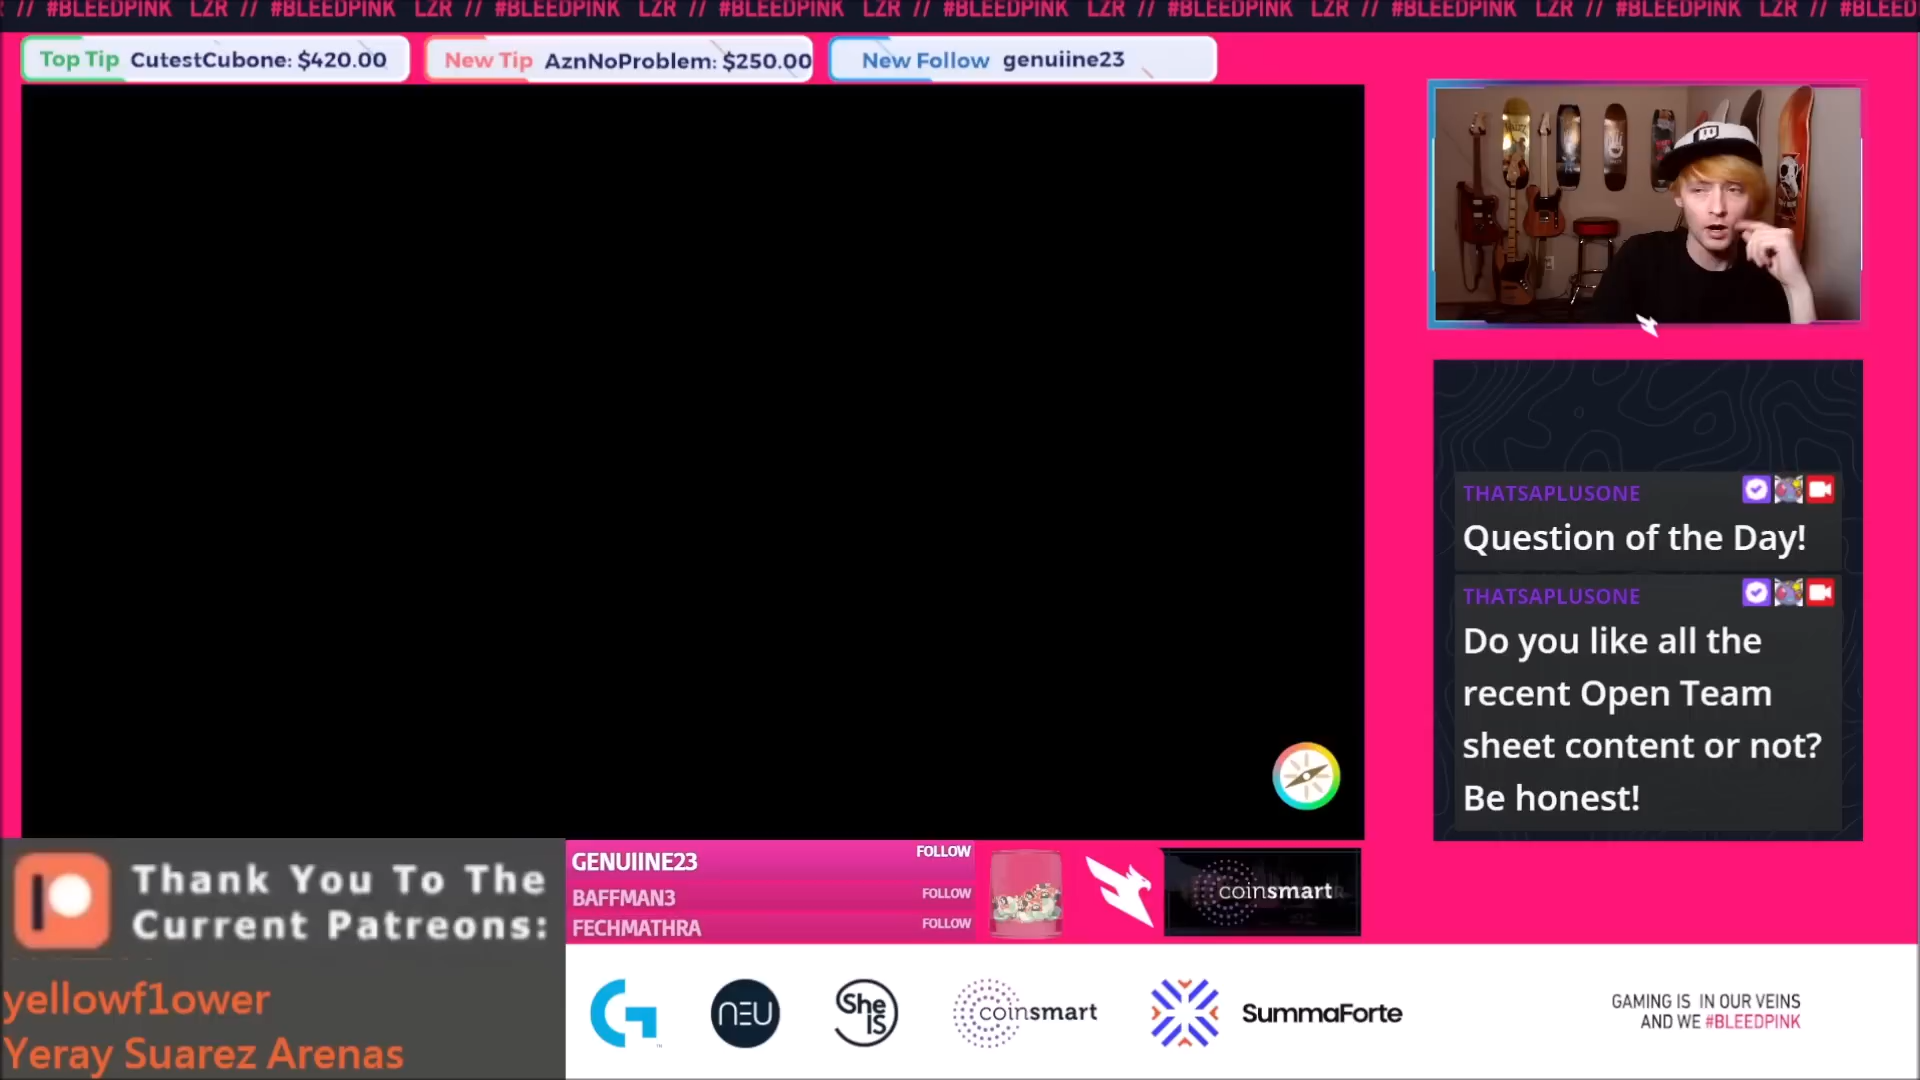 // #BLEEDPINK LZR // #BLEEDPINK LZR // #BLEEDPINK LZR // #BLEEDPINK LZR // #BLEEDPINK LZR // #BLEEDPINK LZR // #BLEEDPINK LZR // #BLEEDPINK LZR // #BLEED
Top Tip CutestCubone: $420.00
New Tip AznNoProblem: $250.00
New Follow genuiine23
THATSAPLUSONE
Question of the Day!
THATSAPLUSONE
Do you like all the
recent Open Team
sheet content or not?
Be honest!
Thank You To The
Current Patreons:
yellowf1ower
Yeray Suarez Arenas
GENUIINE23 FOLLOW
BAFFMAN3 FOLLOW
FECHMATHRA FOLLOW
coinsmart
G
NEU
She
IS
coinsmart
SummaForte
GAMING IS IN OUR VEINS
AND WE #BLEEDPINK